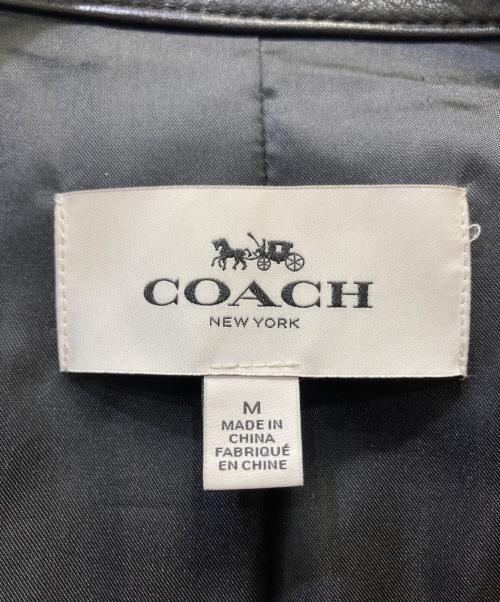 COACH
NEW YORK
M
MADE IN
CHINA
FABRIQUÉ
EN CHINE